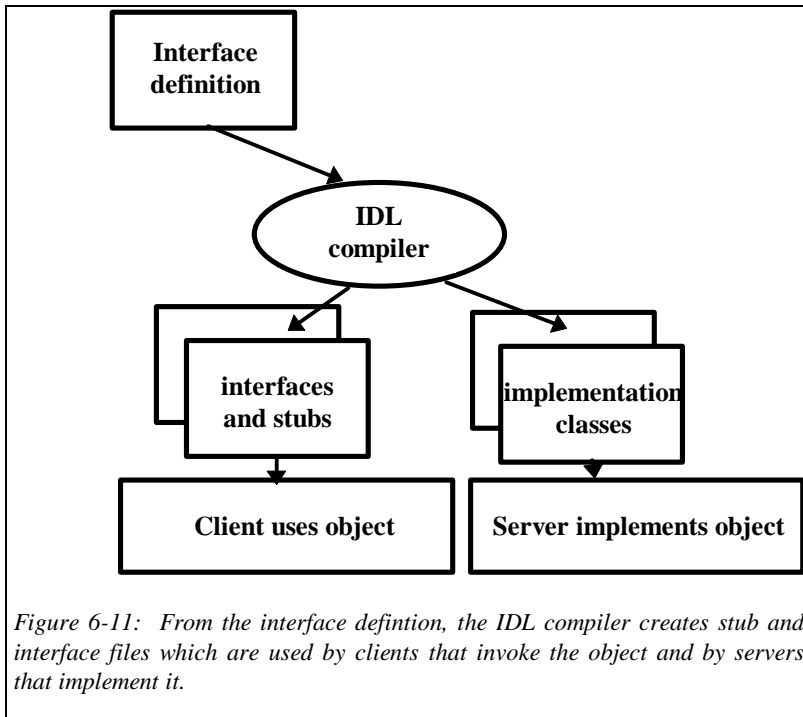 Interface
definition
IDL
compiler
interfaces
and stubs
implementation
classes
Client uses object
Server implements object
Figure 6-11: From the interface defintion, the IDL compiler creates stub and
interface files which are used by clients that invoke the object and by servers
that implement it.